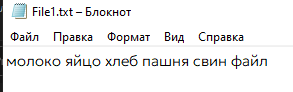 File1.txt – Блокнот
Файл Правка Формат Вид Справка
молоко яйцо хлеб пашня свин файл